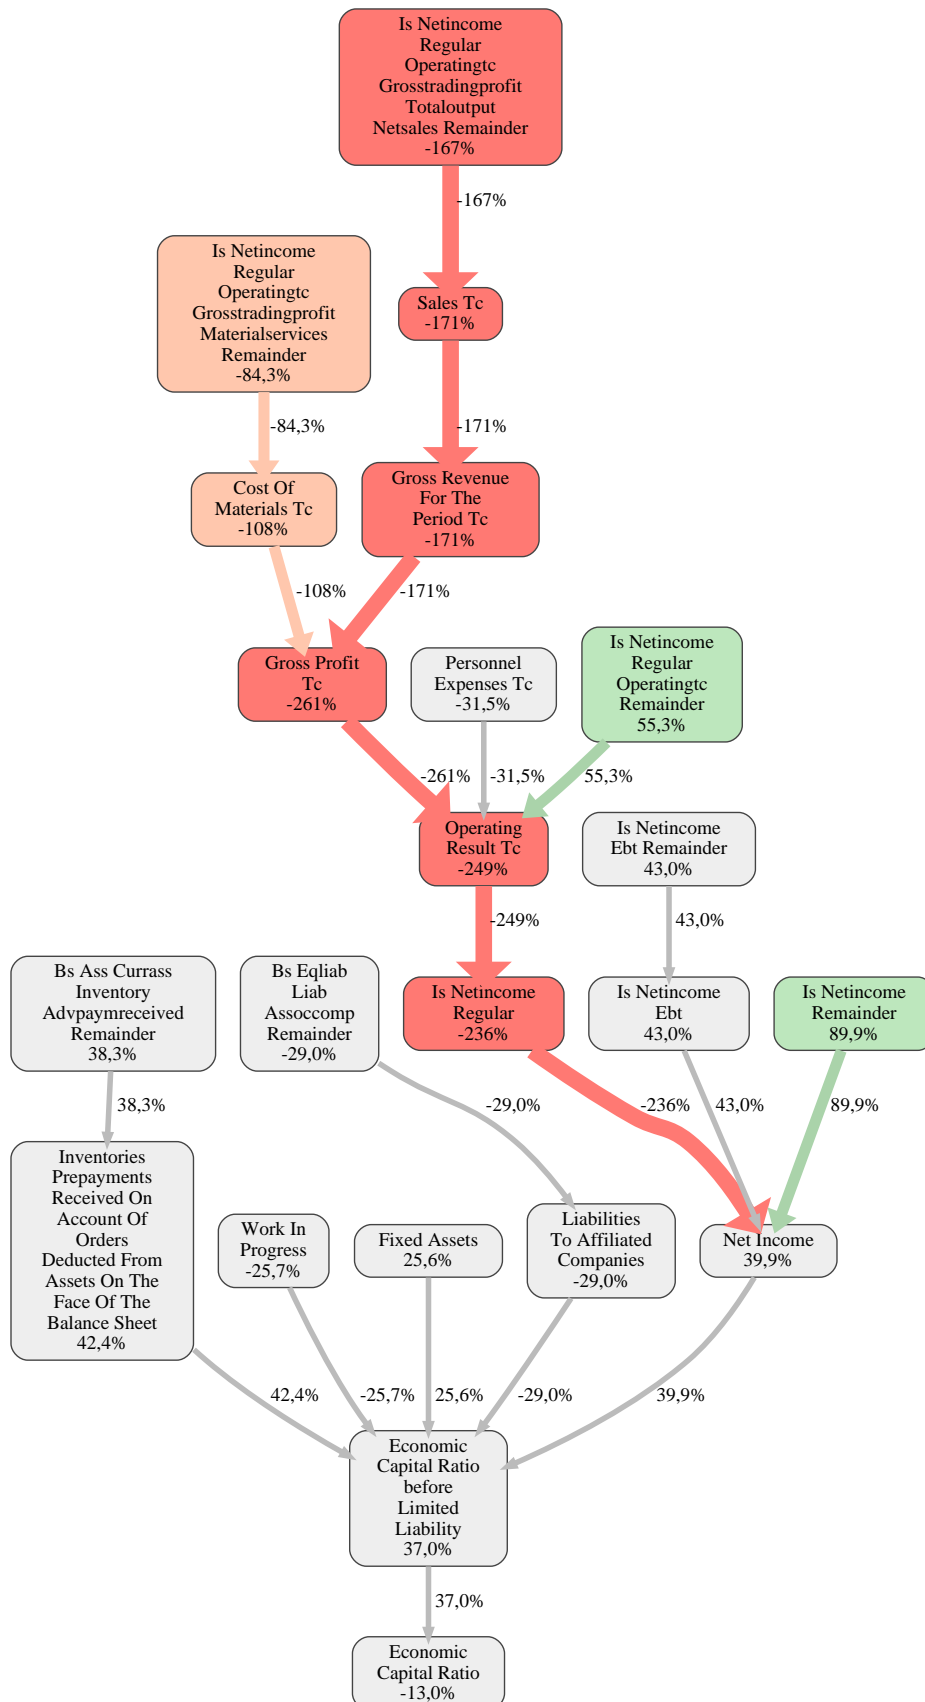 Is Netincome
Regular
Operatingtc
Grosstradingprofit
Totaloutput
Netsales Remainder
-167%
-167%
Is Netincome
Regular
Operatingtc
Grosstradingprofit
Materialservices
Remainder
-84,3%
Sales Tc
-171%
-84,3%
-171%
Cost Of
Materials Tc
-108%
Gross Revenue
For The
Period Tc
-171%
-108%
-171%
Gross Profit
Tc
-261%
Personnel
Expenses Tc
-31,5%
Is Netincome
Regular
Operatingtc
Remainder
55,3%
-261%
-31,5%
55,3%
Operating
Result Tc
-249%
Is Netincome
Ebt Remainder
43,0%
-249%
43,0%
Bs Ass Currass
Inventory
Advpaymreceived
Remainder
38,3%
Bs Eqliab
Liab
Assoccomp
Remainder
-29,0%
Is Netincome
Regular
-236%
Is Netincome
Ebt
43,0%
Is Netincome
Remainder
89,9%
38,3%
-29,0%
-236%
43,0%
89,9%
Inventories
Prepayments
Received On
Account Of
Orders
Deducted From
Assets On The
Face Of The
Balance Sheet
42,4%
Work In
Progress
-25,7%
Fixed Assets
25,6%
Liabilities
To Affiliated
Companies
-29,0%
Net Income
39,9%
42,4%
-25,7%
25,6%
-29,0%
39,9%
Economic
Capital Ratio
before
Limited
Liability
37,0%
37,0%
Economic
Capital Ratio
-13,0%